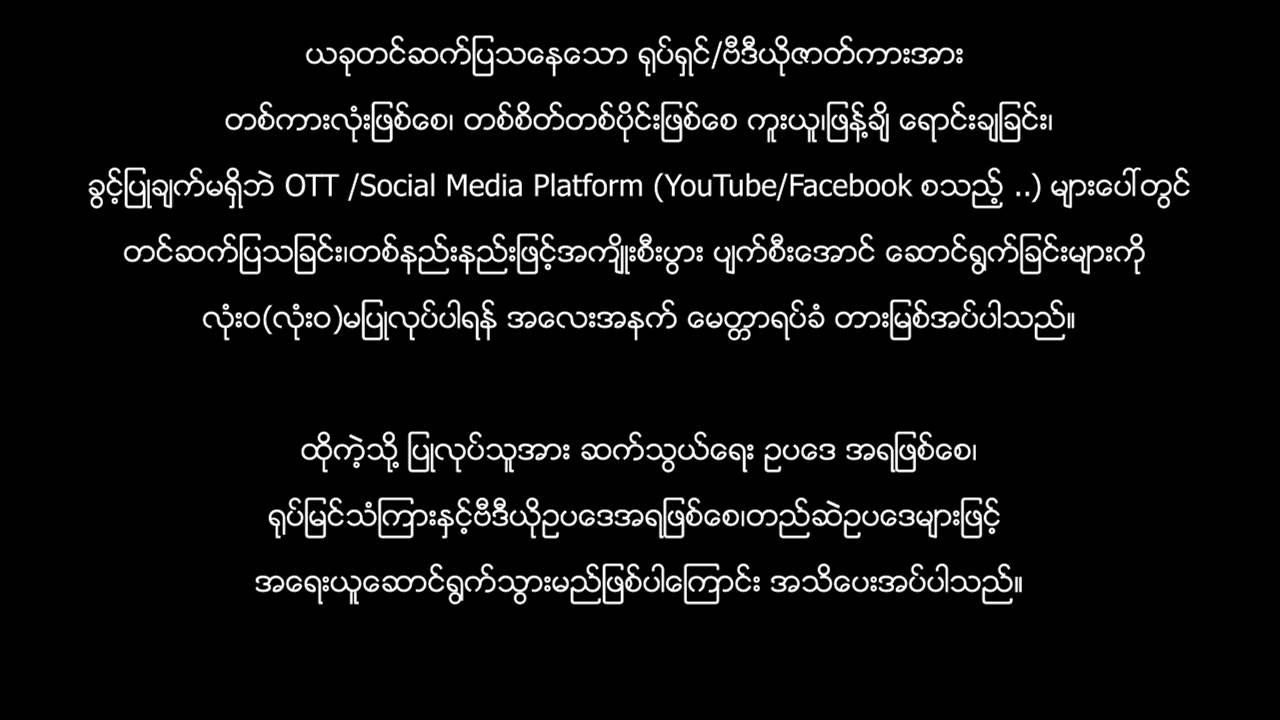 ယခုတင်ဆက်ပြသနေသော ရုပ်ရှင်/ဗီဒီယိုဇာတ်ကားအား
တစ်ကားလုံးဖြစ်စေ၊ တစ်စိတ်တစ်ပိုင်းဖြစ်စေ ကူးယူ၊ဖြန့်ချိ ရောင်းချခြင်း၊
ခွင့်ပြုချက်မရှိဘဲ OTT /Social Media Platform (YouTube/Facebook စသည့် ..) များပေါ်တွင်
တင်ဆက်ပြသခြင်း၊တစ်နည်းနည်းဖြင့်အကျိုးစီးပွား ပျက်စီးအောင် ဆောင်ရွက်ခြင်းများကို
လုံးဝ(လုံးဝ)မပြုလုပ်ပါရန် အလေးအနက် မေတ္တာရပ်ခံ တားမြစ်အပ်ပါသည်။
ထိုကဲ့သို့ ပြုလုပ်သူအား ဆက်သွယ်ရေး ဥပဒေ အရဖြစ်စေ၊
ရုပ်မြင်သံကြားနှင့်ဗီဒီယိုဥပဒေအရဖြစ်စေ၊တည်ဆဲဥပဒေများဖြင့်
အရေးယူဆောင်ရွက်သွားမည်ဖြစ်ပါကြောင်း အသိပေးအပ်ပါသည်။